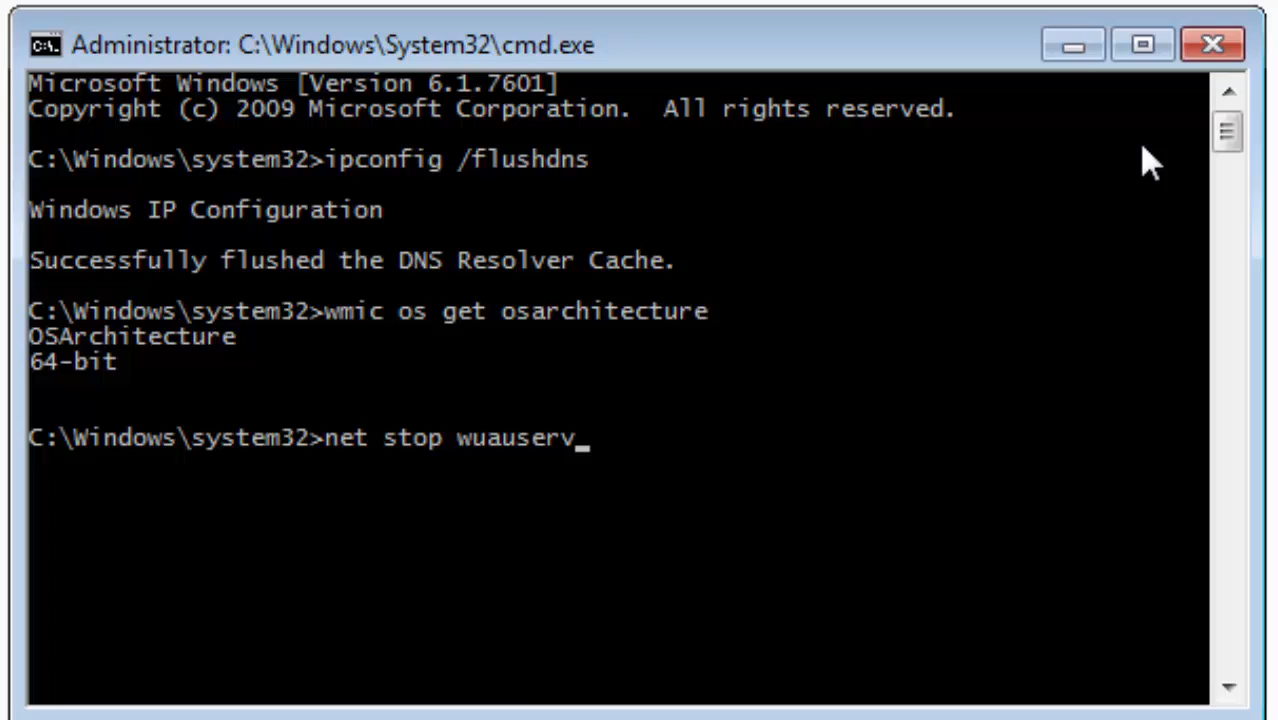 Administrator: C:\Windows\System32\cmd.exe
Microsoft Windows [Version 6.1.7601]
Copyright (c) 2009 Microsoft Corporation.  All rights reserved.
C:\Windows\system32>ipconfig /flushdns
Windows IP Configuration
Successfully flushed the DNS Resolver Cache.
C:\Windows\system32>wmic os get osarchitecture
OSArchitecture
64-bit
C:\Windows\system32>net stop wuauserv_